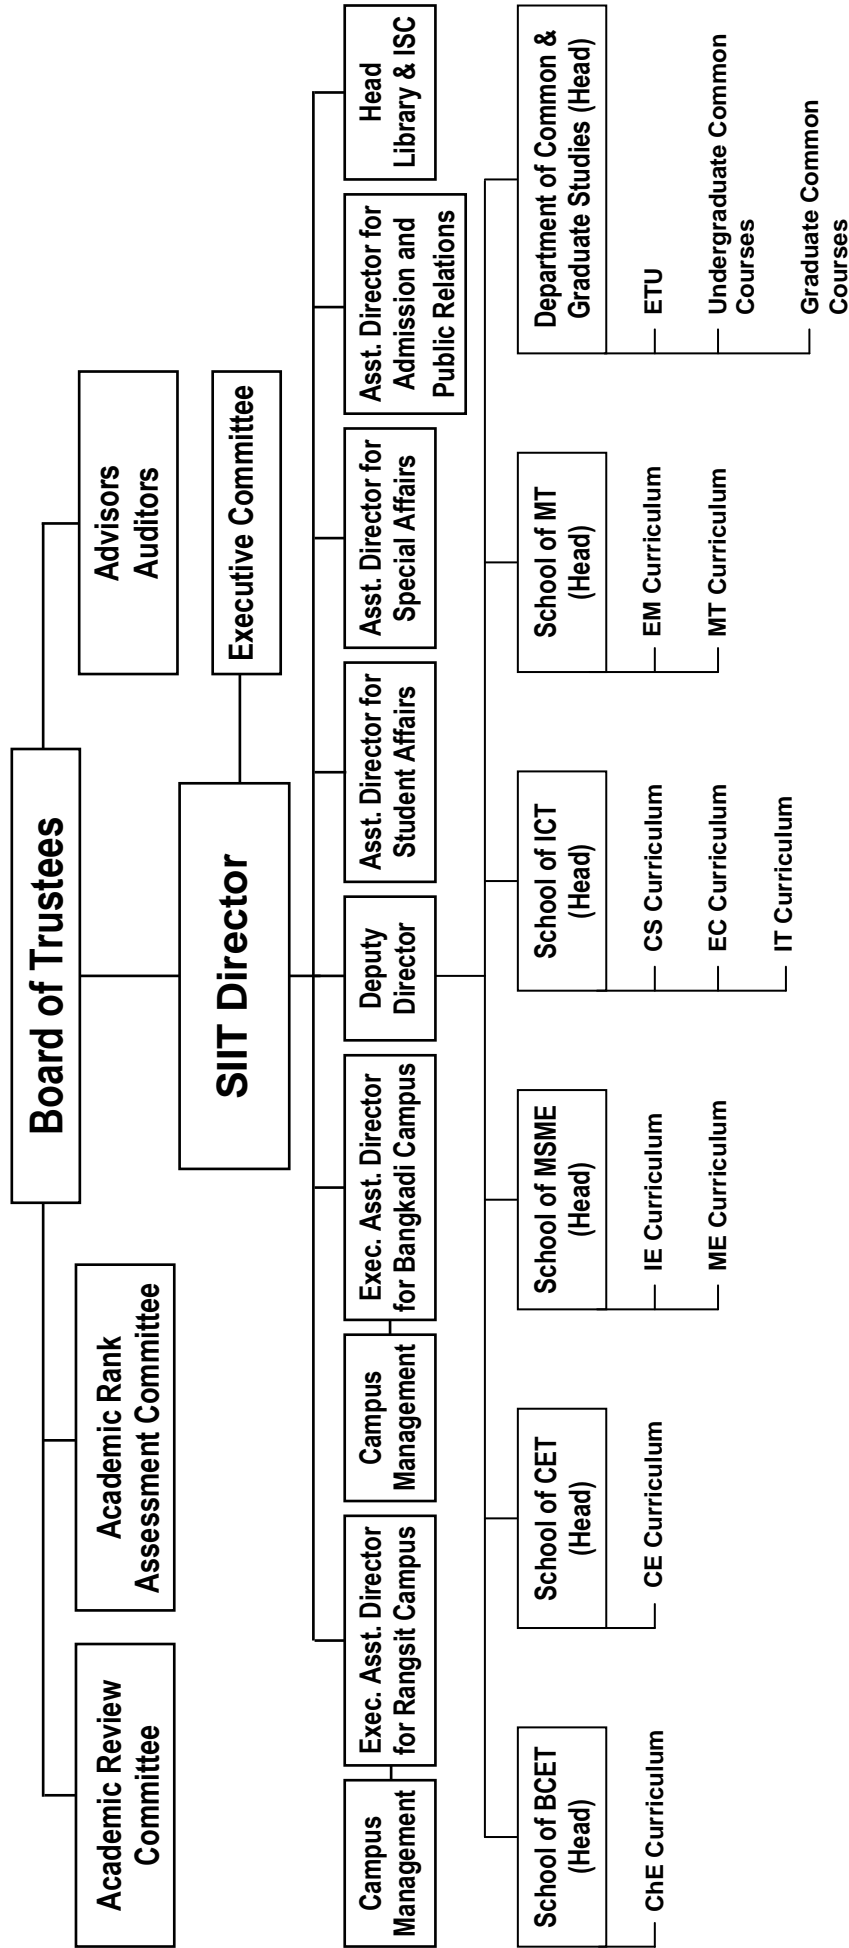 Board of Trustees
Academic Review
Committee
Academic Rank
Assessment Committee
Advisors
Auditors
SIIT Director
Executive Committee
Campus
Management
Exec. Asst. Director
for Rangsit Campus
Campus
Management
Exec. Asst. Director
for Bangkadi Campus
Deputy
Director
Asst. Director for
Student Affairs
Asst. Director for
Special Affairs
Asst. Director for
Admission and
Public Relations
Head
Library & ISC
School of BCET
(Head)
ChE Curriculum
School of CET
(Head)
CE Curriculum
School of MSME
(Head)
IE Curriculum
ME Curriculum
School of ICT
(Head)
CS Curriculum
EC Curriculum
IT Curriculum
School of MT
(Head)
EM Curriculum
MT Curriculum
Department of Common &
Graduate Studies (Head)
ETU
Undergraduate Common
Courses
Graduate Common
Courses